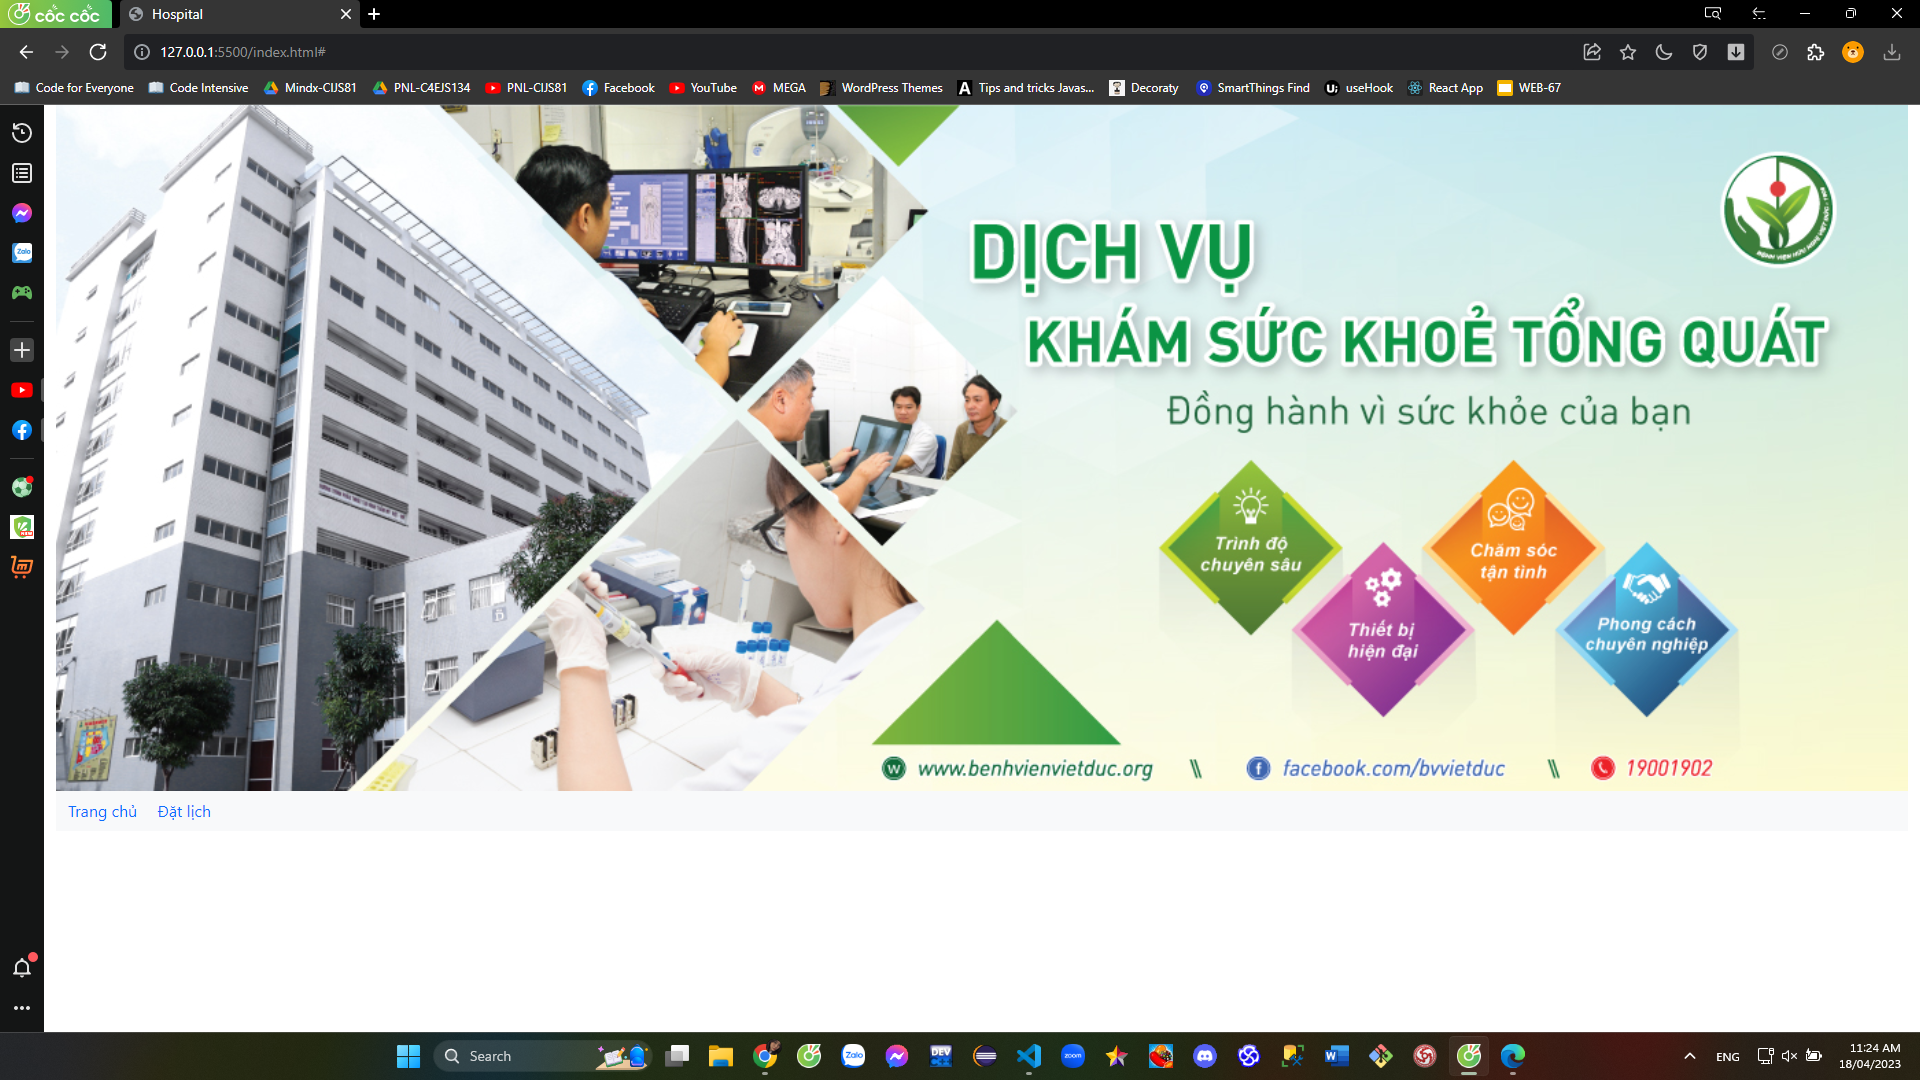 cốc cốc
Hospital
127.0.0.1:5500/index.html#
Code for Everyone
Code Intensive
Mindx-CIJS81
PNL-C4EJS134
PNL-CIJS81
Facebook
YouTube
MEGA
WordPress Themes
Tips and tricks Javas...
Decoraty
SmartThings Find
useHook
React App
WEB-67
DỊCH VỤ
KHÁM SỨC KHOẺ TỔNG QUÁT
Đồng hành vì sức khỏe của bạn
Trình độ
chuyên sâu
Chăm sóc
tận tình
Thiết bị
hiện đại
Phong cách
chuyên nghiệp
www.benhvienvietduc.org \\ facebook.com/bvvietduc \\ 19001902
Trang chủ Đặt lịch
Search
ENG
11:24 AM
18/04/2023